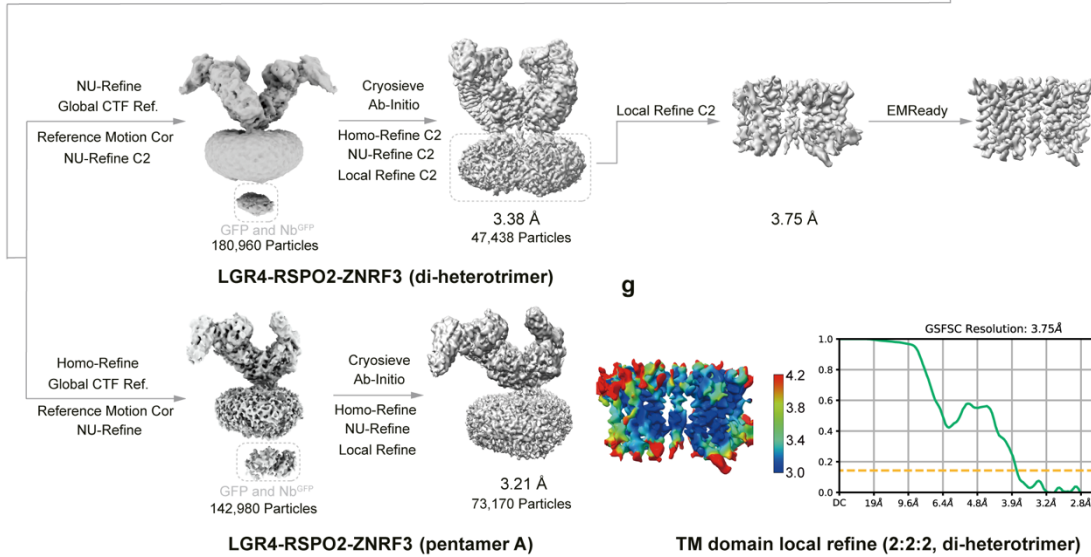 NU-Refine
Global CTF Ref.
Reference Motion Cor
NU-Refine C2
GFP and Nb^GFP
180,960 Particles
Cryosieve
Ab-Initio
Homo-Refine C2
NU-Refine C2
Local Refine C2
3.38 Å
47,438 Particles
Local Refine C2
3.75 Å
EMReady
LGR4-RSPO2-ZNRF3 (di-heterotrimer)
Homo-Refine
Global CTF Ref.
Reference Motion Cor
NU-Refine
GFP and Nb^GFP
142,980 Particles
Cryosieve
Ab-Initio
Homo-Refine
NU-Refine
Local Refine
3.21 Å
73,170 Particles
LGR4-RSPO2-ZNRF3 (pentamer A)
g
4.2
3.8
3.4
3.0
GSFSC Resolution: 3.75Å
1.0
0.8
0.6
0.4
0.2
0.0
DC 19Å 9.6Å 6.4Å 4.8Å 3.9Å 3.2Å 2.8Å
TM domain local refine (2:2:2, di-heterotrimer)